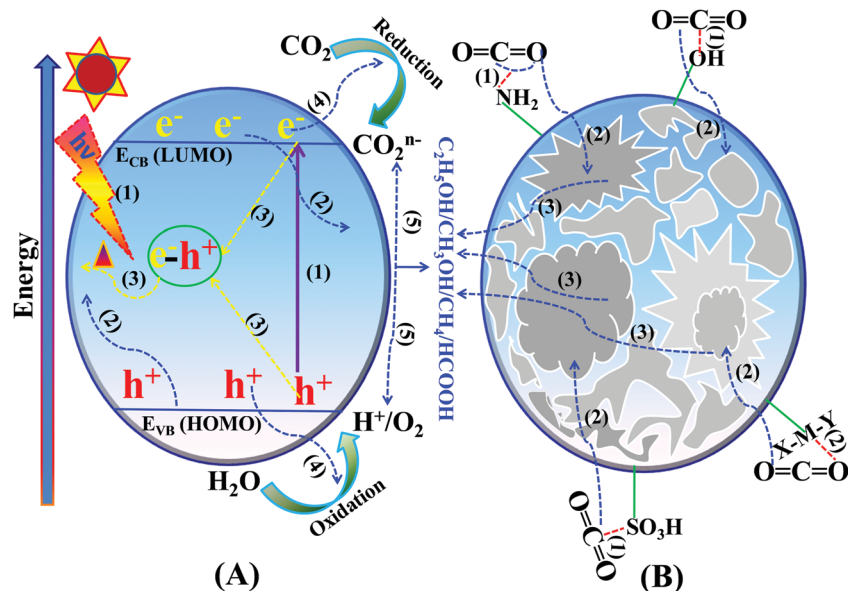 Energy
hν
(1)
e⁻
e⁻
e⁻
E_CB (LUMO)
(4)
CO₂
Reduction
CO₂ⁿ⁻
(2)
(3)
(1)
e⁻-h⁺
(3)
(2)
(3)
(5)
(5)
C₂H₅OH/CH₃OH/CH₄/HCOOH
h⁺
h⁺
h⁺
E_VB (HOMO)
H⁺/O₂
(4)
H₂O
Oxidation
(A)
O=C=O
(1)
NH₂
(2)
O=C=O
(1)
OH
(2)
(3)
(3)
(3)
(2)
(2)
X-M-Y
(2)
O=C=O
O=C=O
(1)
SO₃H
(B)